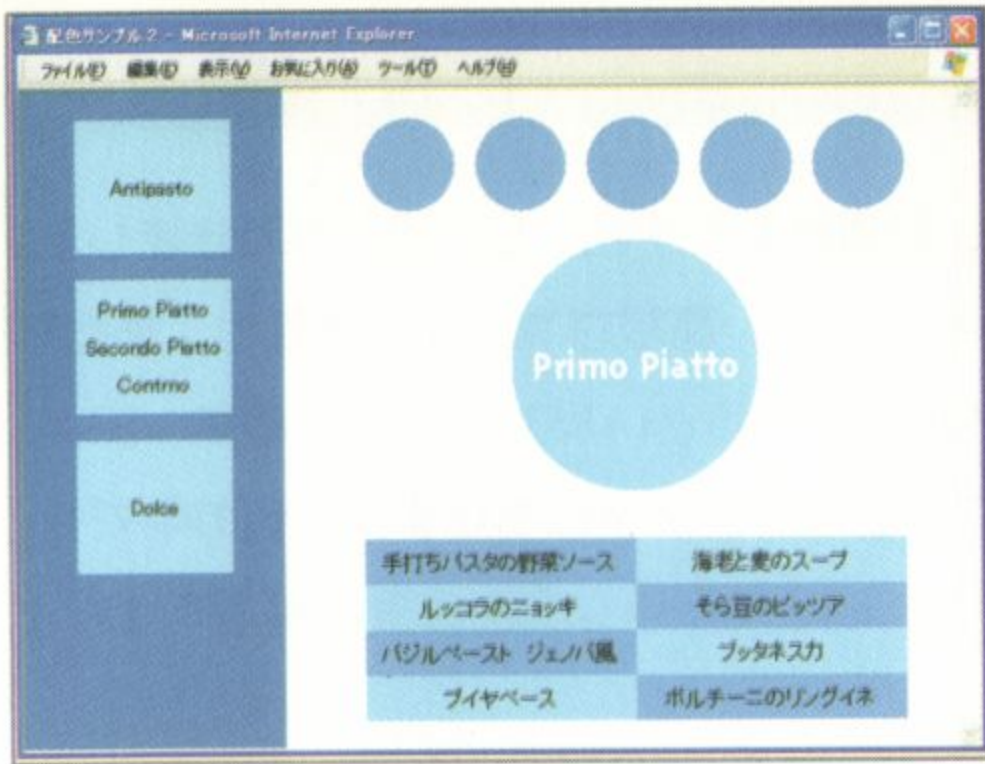 配色サンプル2 - Microsoft Internet Explorer
ファイル(F) 編集(E) 表示(V) お気に入り(A) ツール(T) ヘルプ(H)
Antipasto
Primo Piatto
Secondo Piatto
Contrno
Dolce
Primo Piatto
手打ちパスタの野菜ソース 海老と麦のスープ
ルッコラのニョッキ そら豆のピッツア
バジルペースト ジェノバ風 プッタネスカ
ブイヤベース ポルチーニのリングイネ